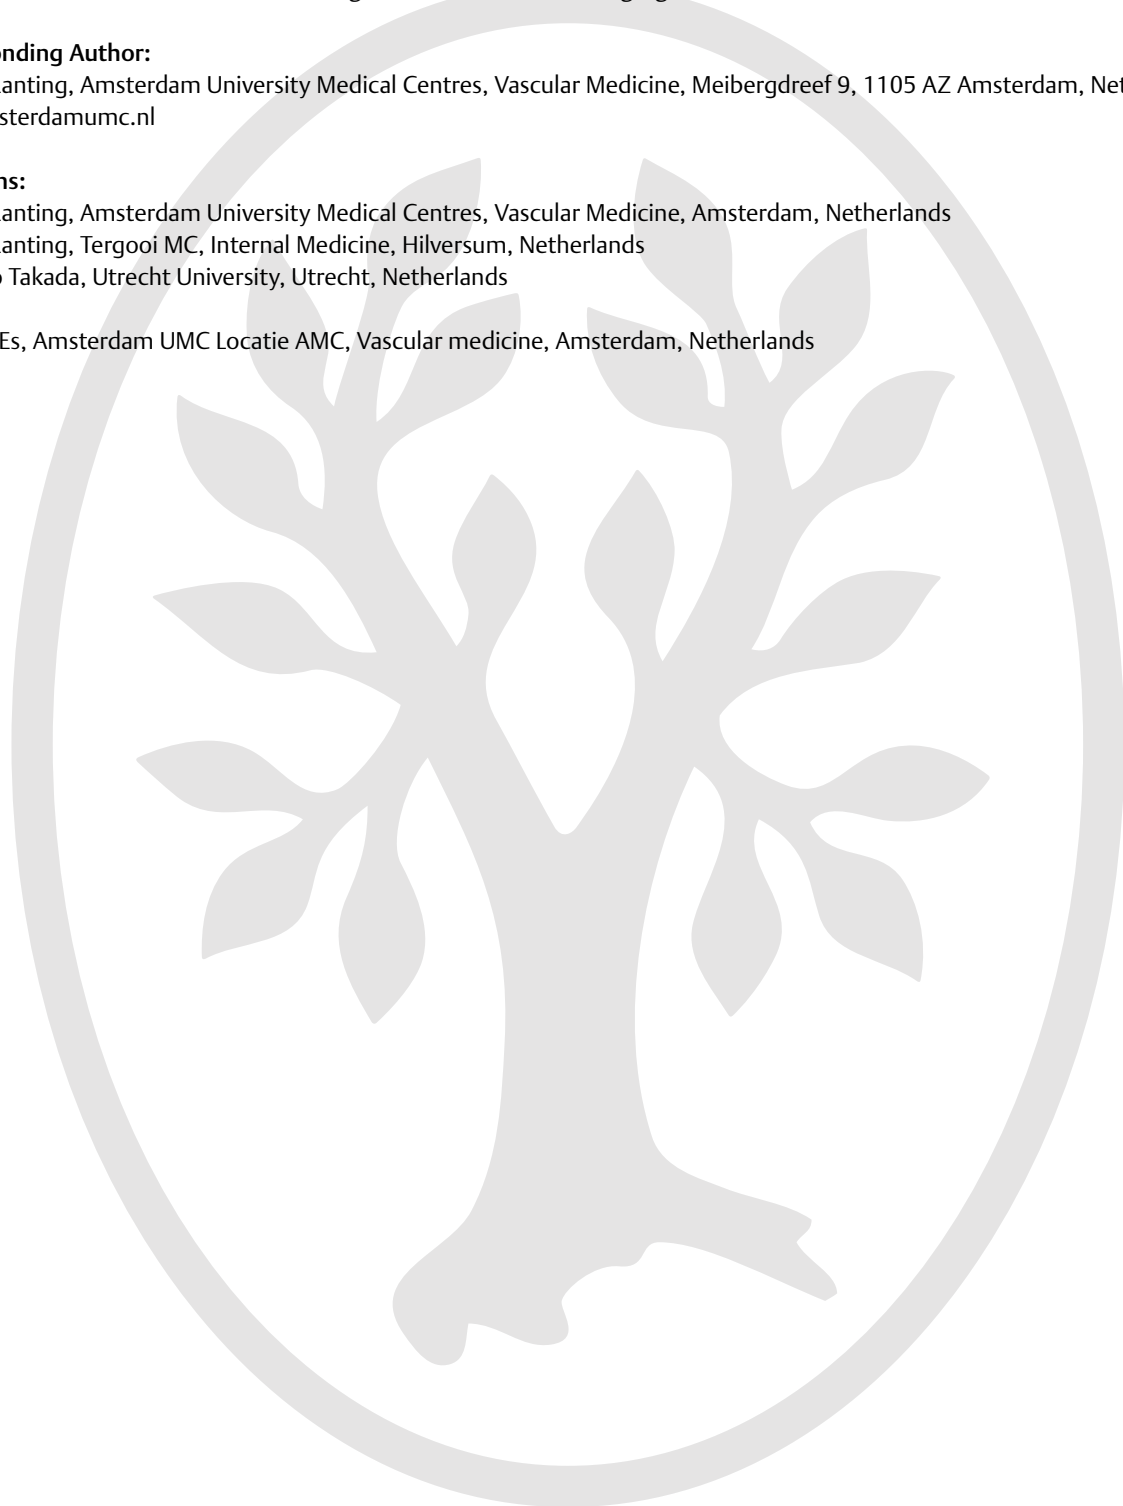 onding Author:
anting, Amsterdam University Medical Centres, Vascular Medicine, Meibergdreef 9, 1105 AZ Amsterdam, Net
sterdamumc.nl
ns:
anting, Amsterdam University Medical Centres, Vascular Medicine, Amsterdam, Netherlands
anting, Tergooi MC, Internal Medicine, Hilversum, Netherlands
Takada, Utrecht University, Utrecht, Netherlands
Es, Amsterdam UMC Locatie AMC, Vascular medicine, Amsterdam, Netherlands